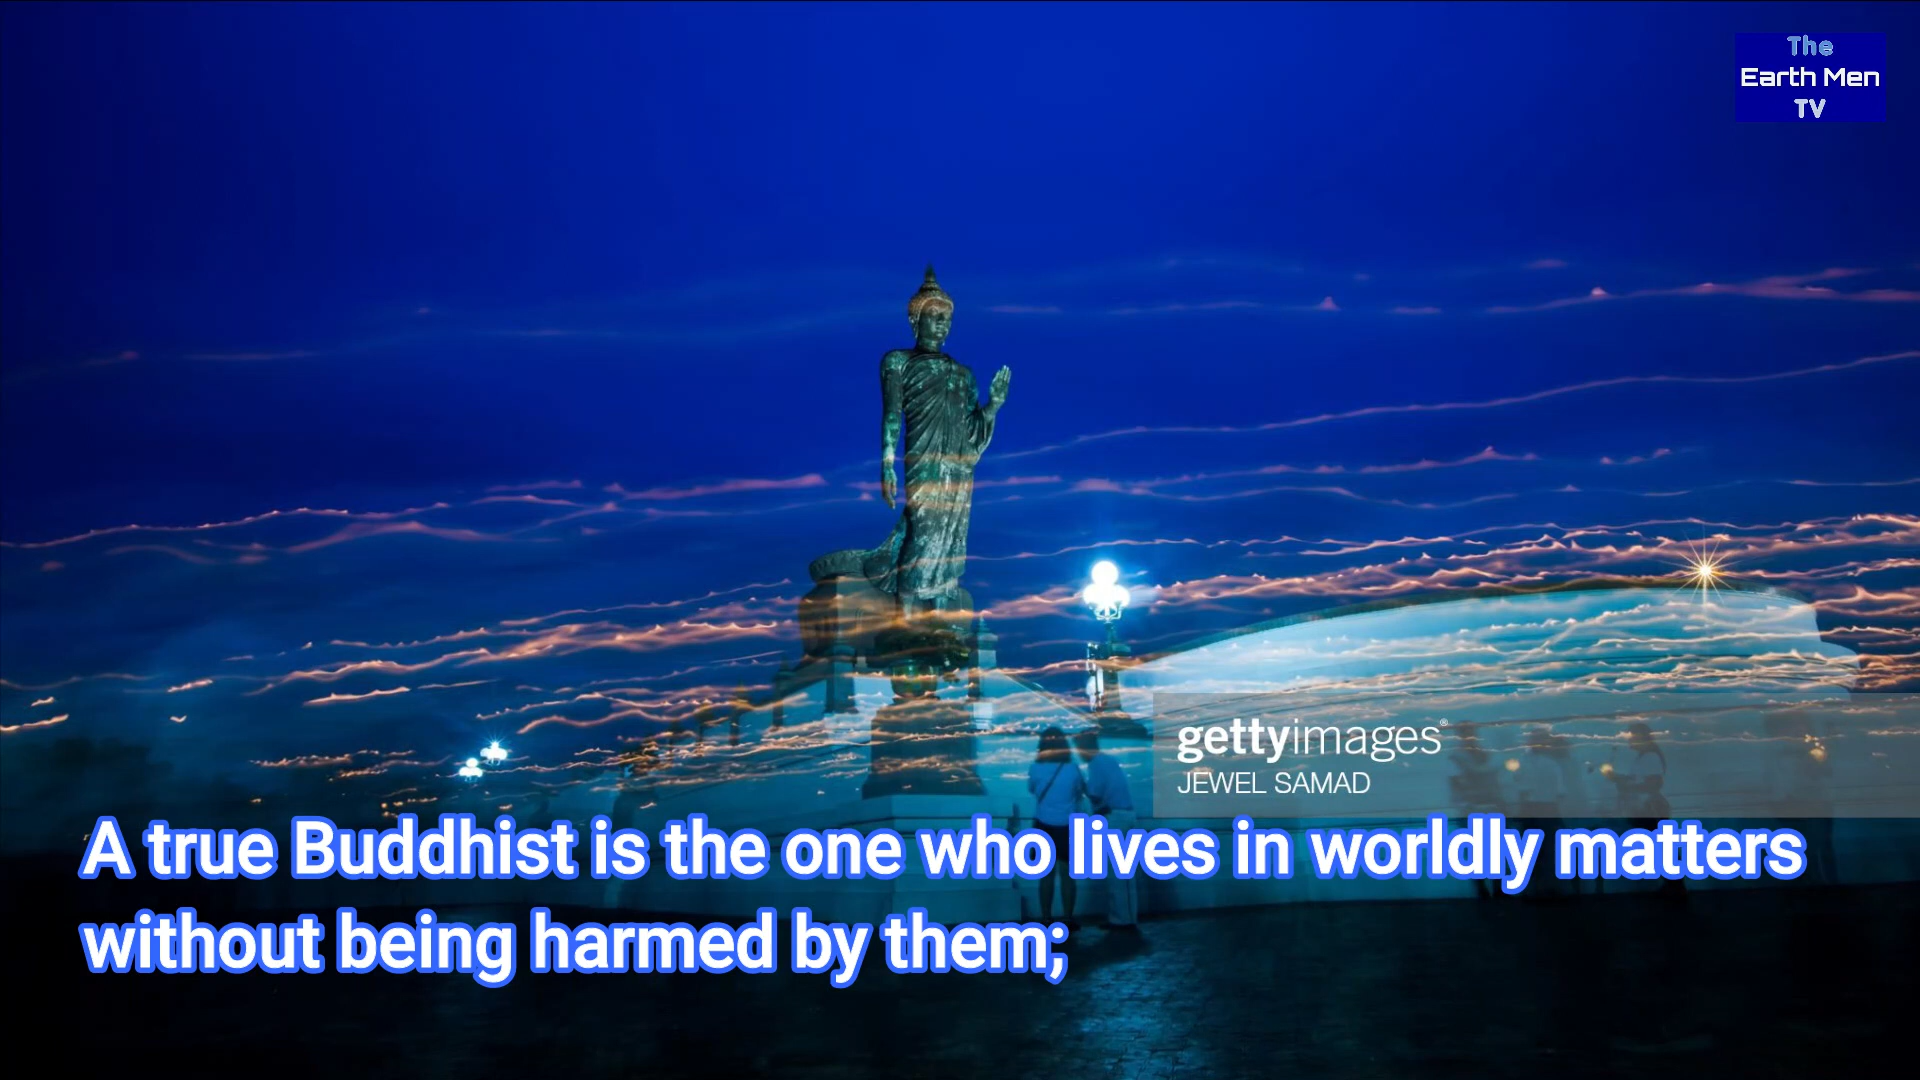 The
Earth Men
TV
gettyimages®
JEWEL SAMAD
A true Buddhist is the one who lives in worldly matters
without being harmed by them;